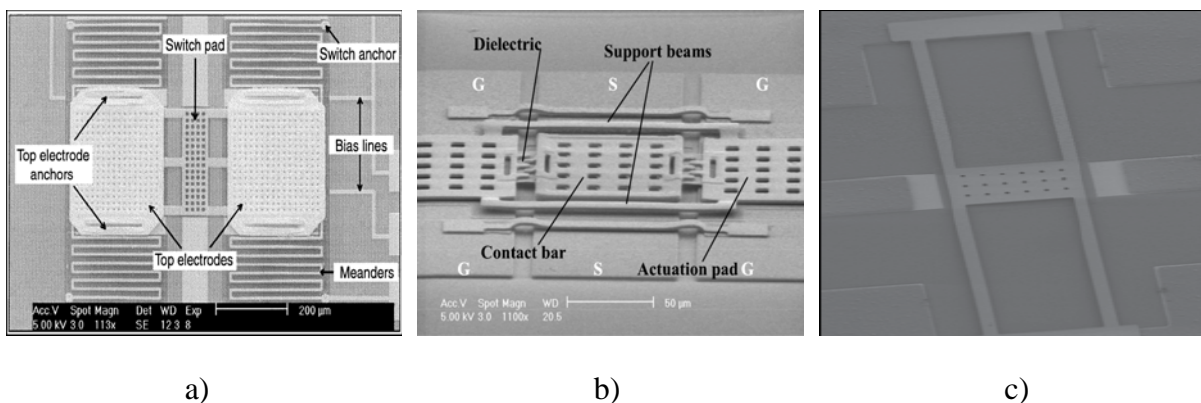 Switch pad
Switch anchor
Top electrode
anchors
Bias lines
Top electrodes
Meanders
Acc.V Spot Magn Det WD Exp
5.00 kV 3.0 113x SE 12.3 8
200 µm
Dielectric
Support beams
G S G
Contact bar
Actuation pad
G S G
Acc.V Spot Magn WD
5.00 kV 3.0 1100x 20.5
50 µm
a) b) c)